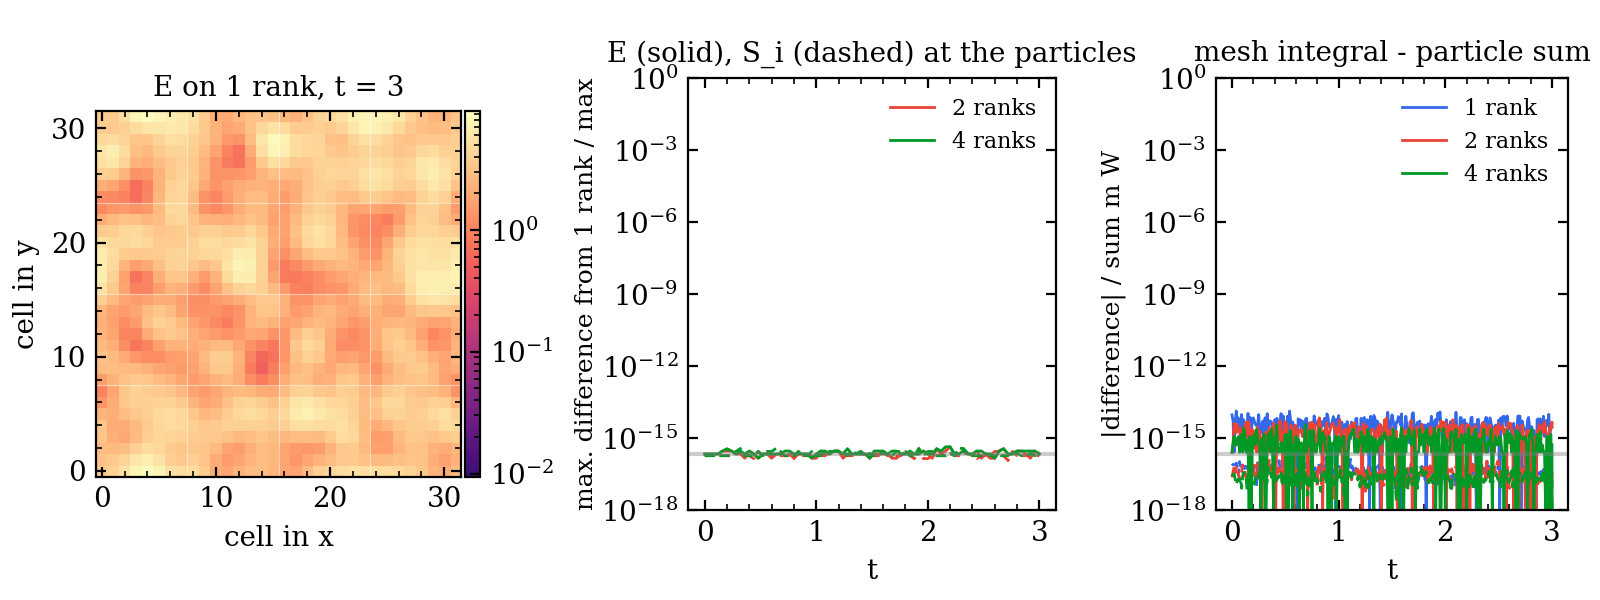 E on 1 rank, t = 3
30
20
10
0
0
10
20
30
cell in y
cell in x
10^0
10^−1
10^−2
E (solid), S_i (dashed) at the particles
max. difference from 1 rank / max
10^0
10^−3
10^−6
10^−9
10^−12
10^−15
10^−18
2 ranks
4 ranks
0
1
2
3
t
mesh integral - particle sum
|difference| / sum m W
10^0
10^−3
10^−6
10^−9
10^−12
10^−15
10^−18
1 rank
2 ranks
4 ranks
0
1
2
3
t